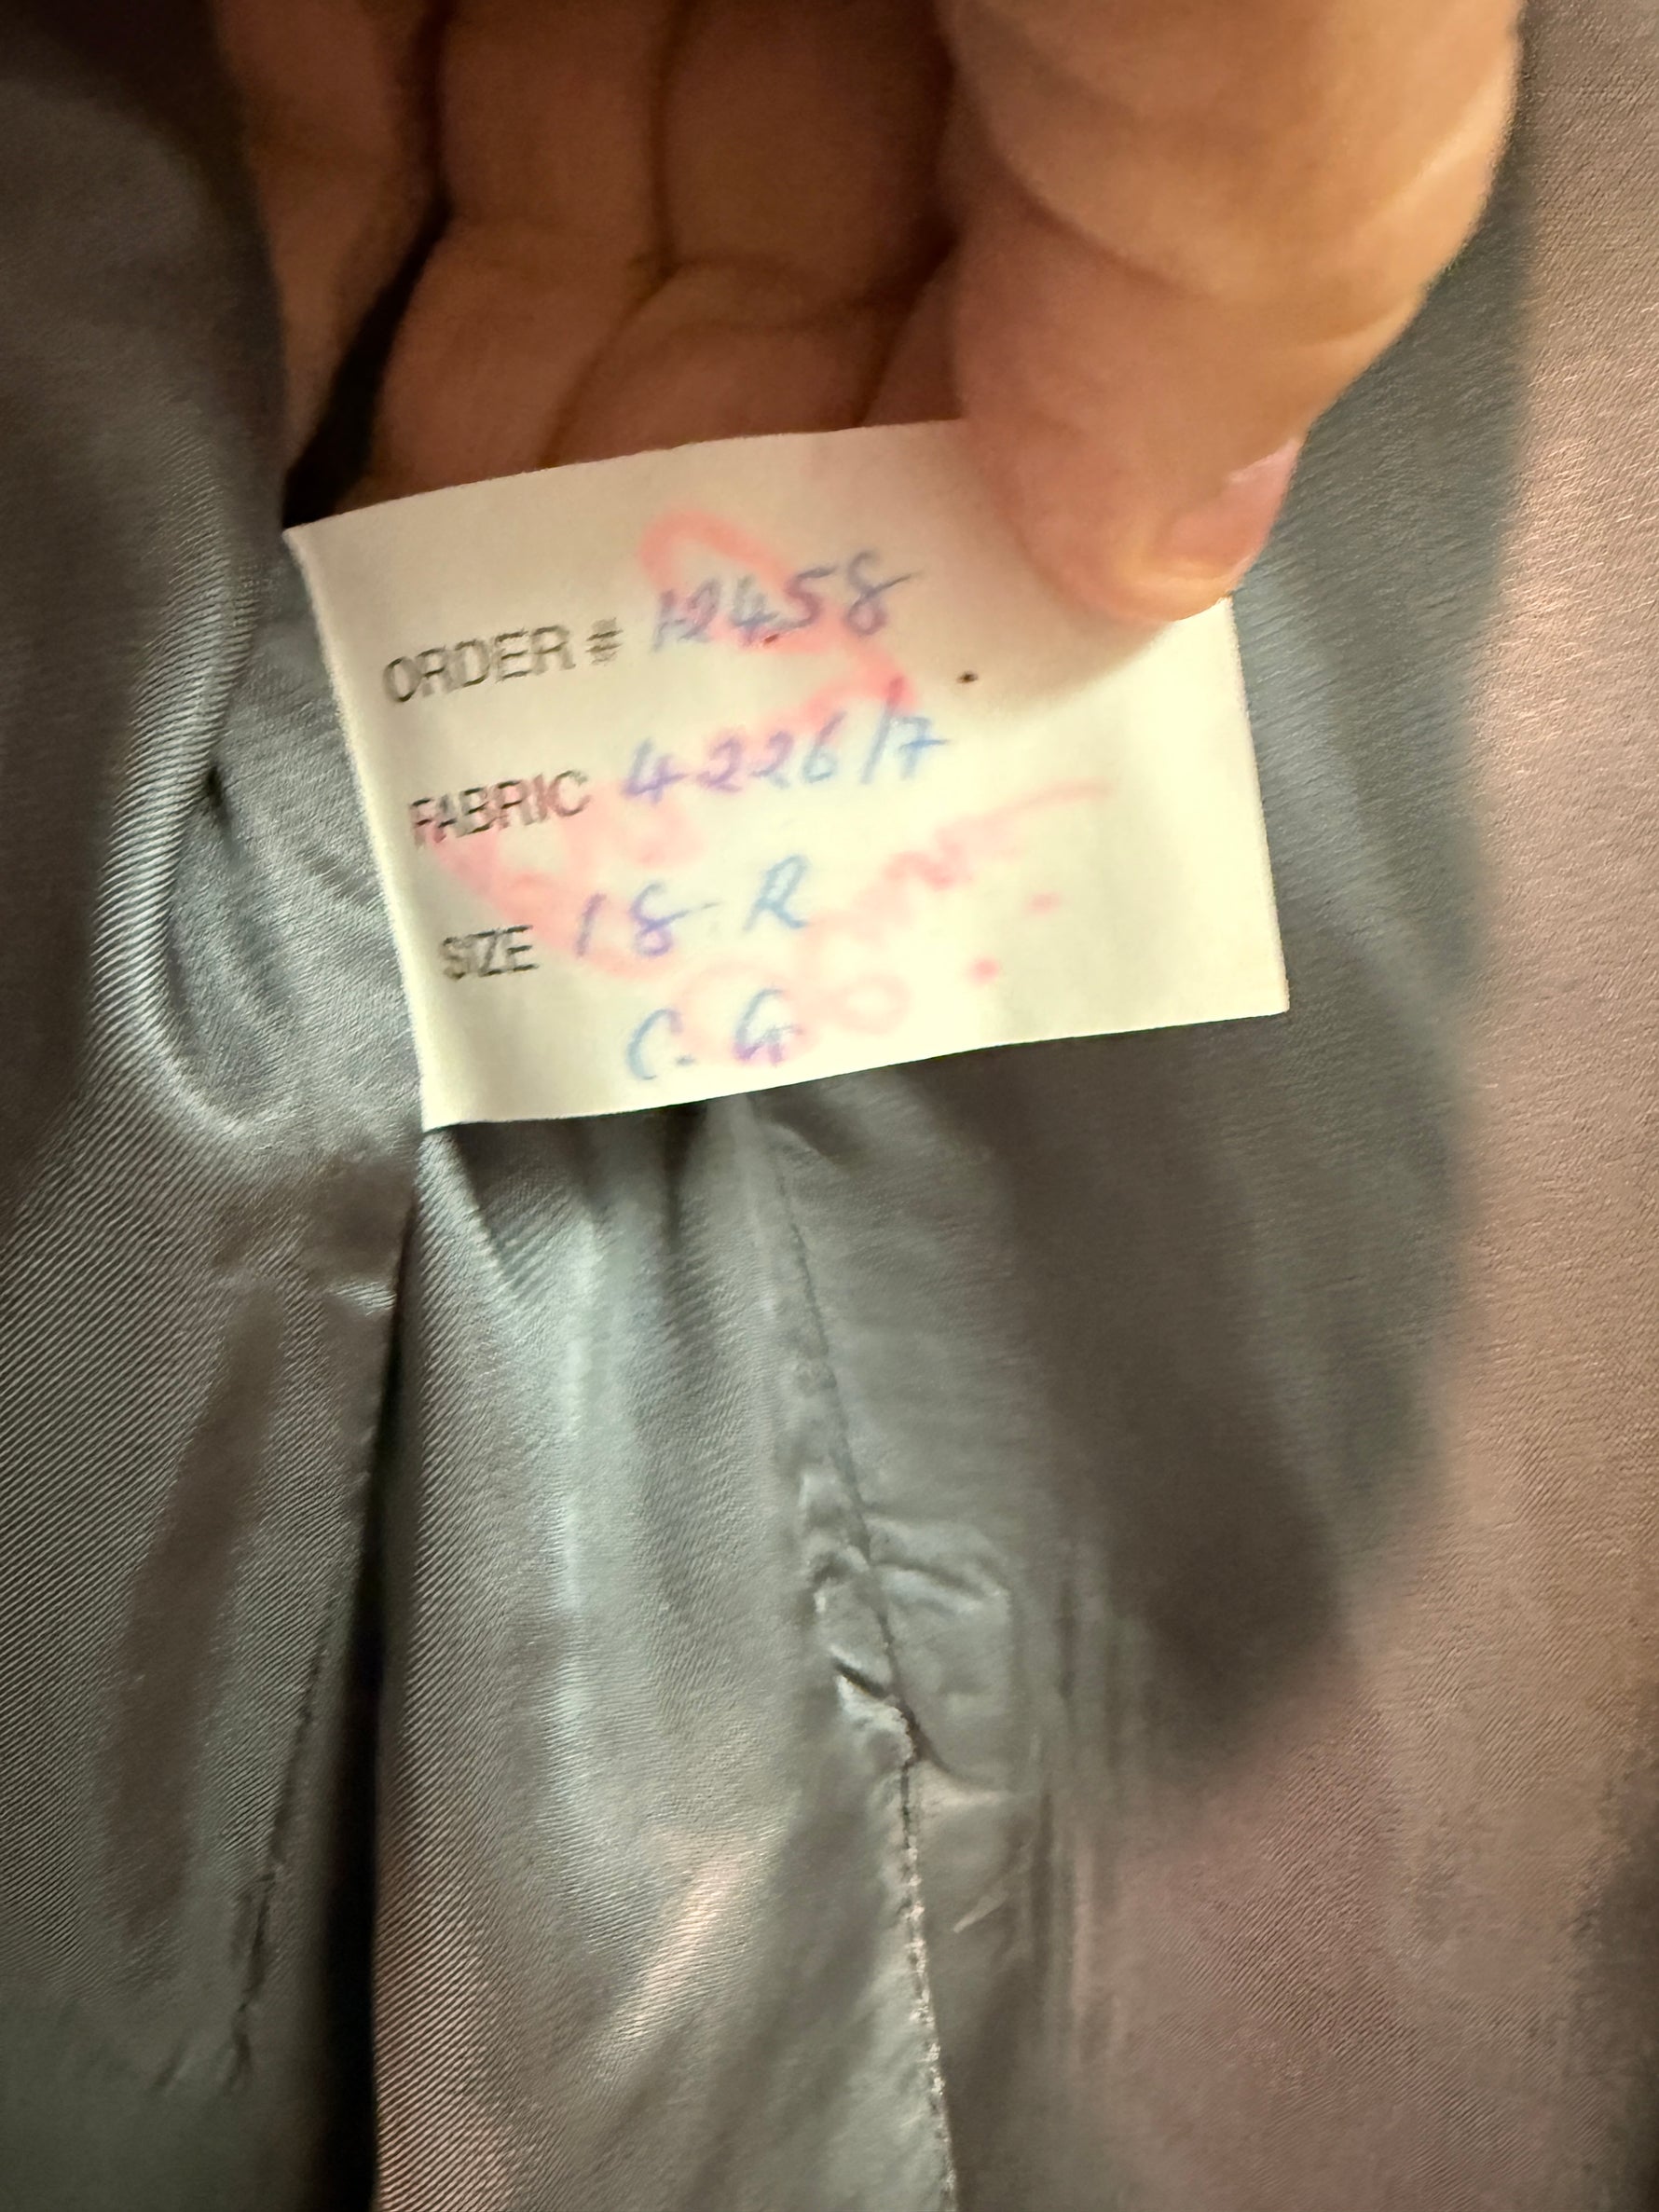 ORDER # 12458
FABRIC 4226/7
SIZE 18.R
C.G